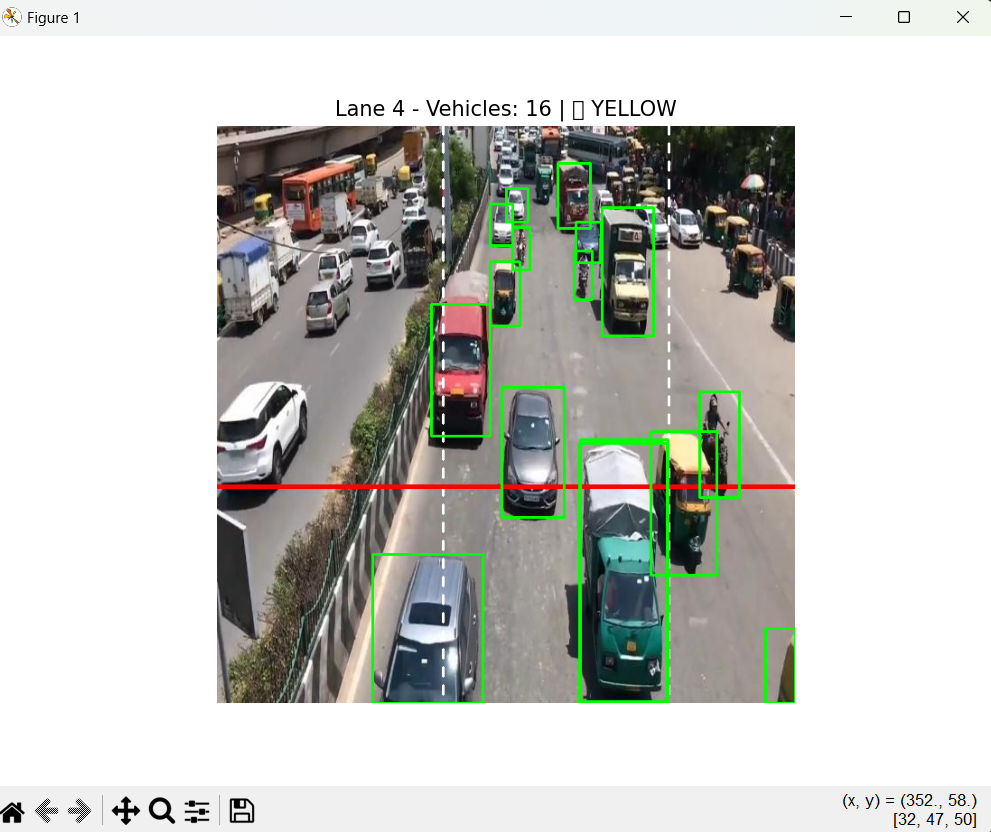 Figure 1
Lane 4 - Vehicles: 16 | ▯ YELLOW
(x, y) = (352., 58.)
[32, 47, 50]